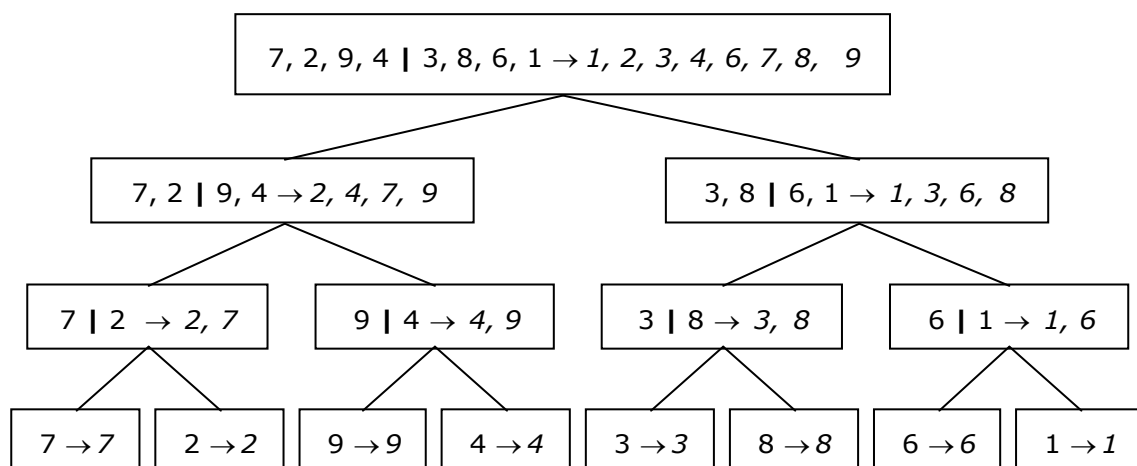 7, 2, 9, 4 | 3, 8, 6, 1 → 1, 2, 3, 4, 6, 7, 8, 9
7, 2 | 9, 4 → 2, 4, 7, 9
3, 8 | 6, 1 → 1, 3, 6, 8
7 | 2 → 2, 7
9 | 4 → 4, 9
3 | 8 → 3, 8
6 | 1 → 1, 6
7 → 7
2 → 2
9 → 9
4 → 4
3 → 3
8 → 8
6 → 6
1 → 1